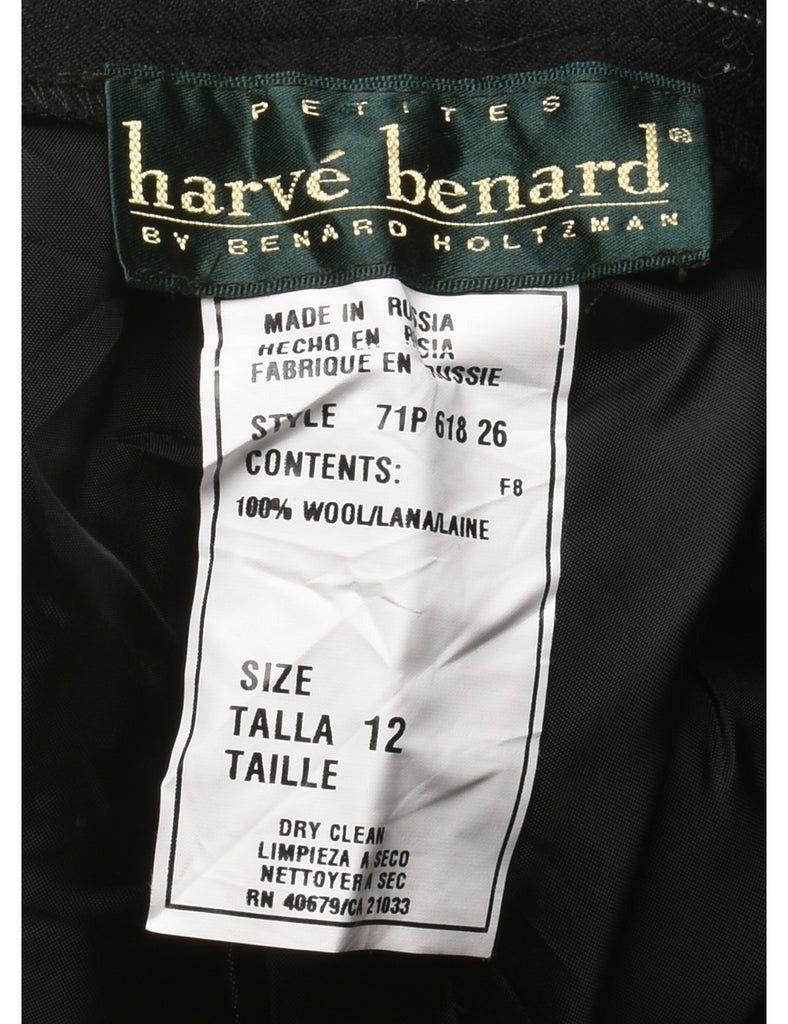 PETITES
harvé benard®
BY BENARD HOLTZMAN
MADE IN RUSSIA
HECHO EN RUSIA
FABRIQUE EN RUSSIE
STYLE 71P 618 26
CONTENTS:
F8
100% WOOL/LANA/LAINE
SIZE
TALLA 12
TAILLE
DRY CLEAN
LIMPIEZA A SECO
NETTOYER A SEC
RN 40679/CA 21033